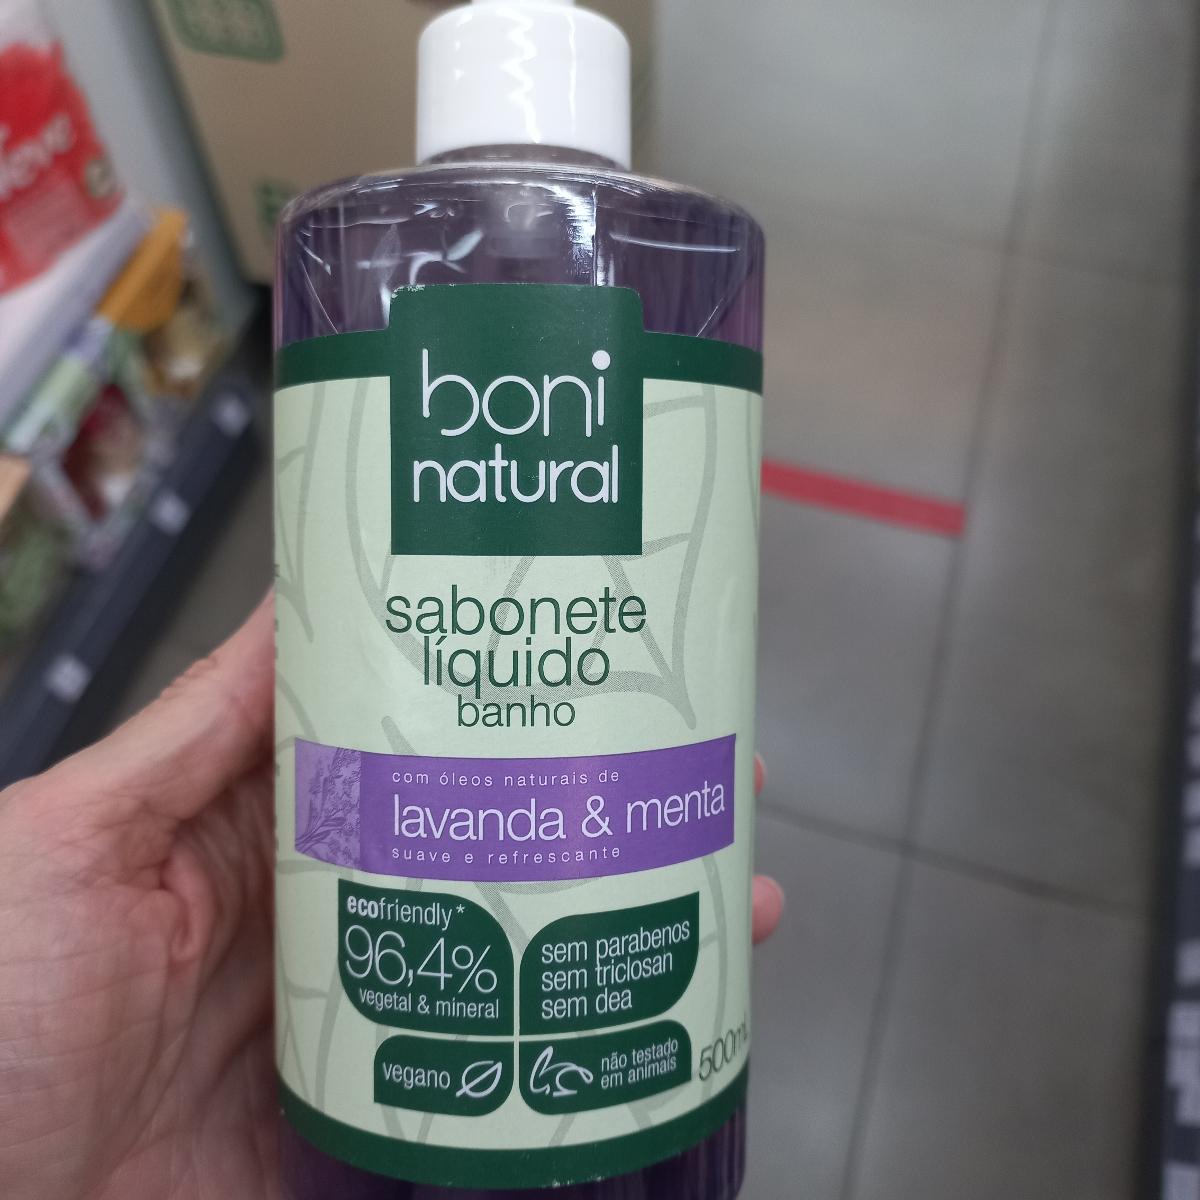 boni
natural
sabonete
líquido
banho
com óleos naturais de
lavanda & menta
suave e refrescante
ecofriendly*
96,4%
vegetal & mineral
sem parabenos
sem triclosan
sem dea
vegano
não testado
em animais
500mL